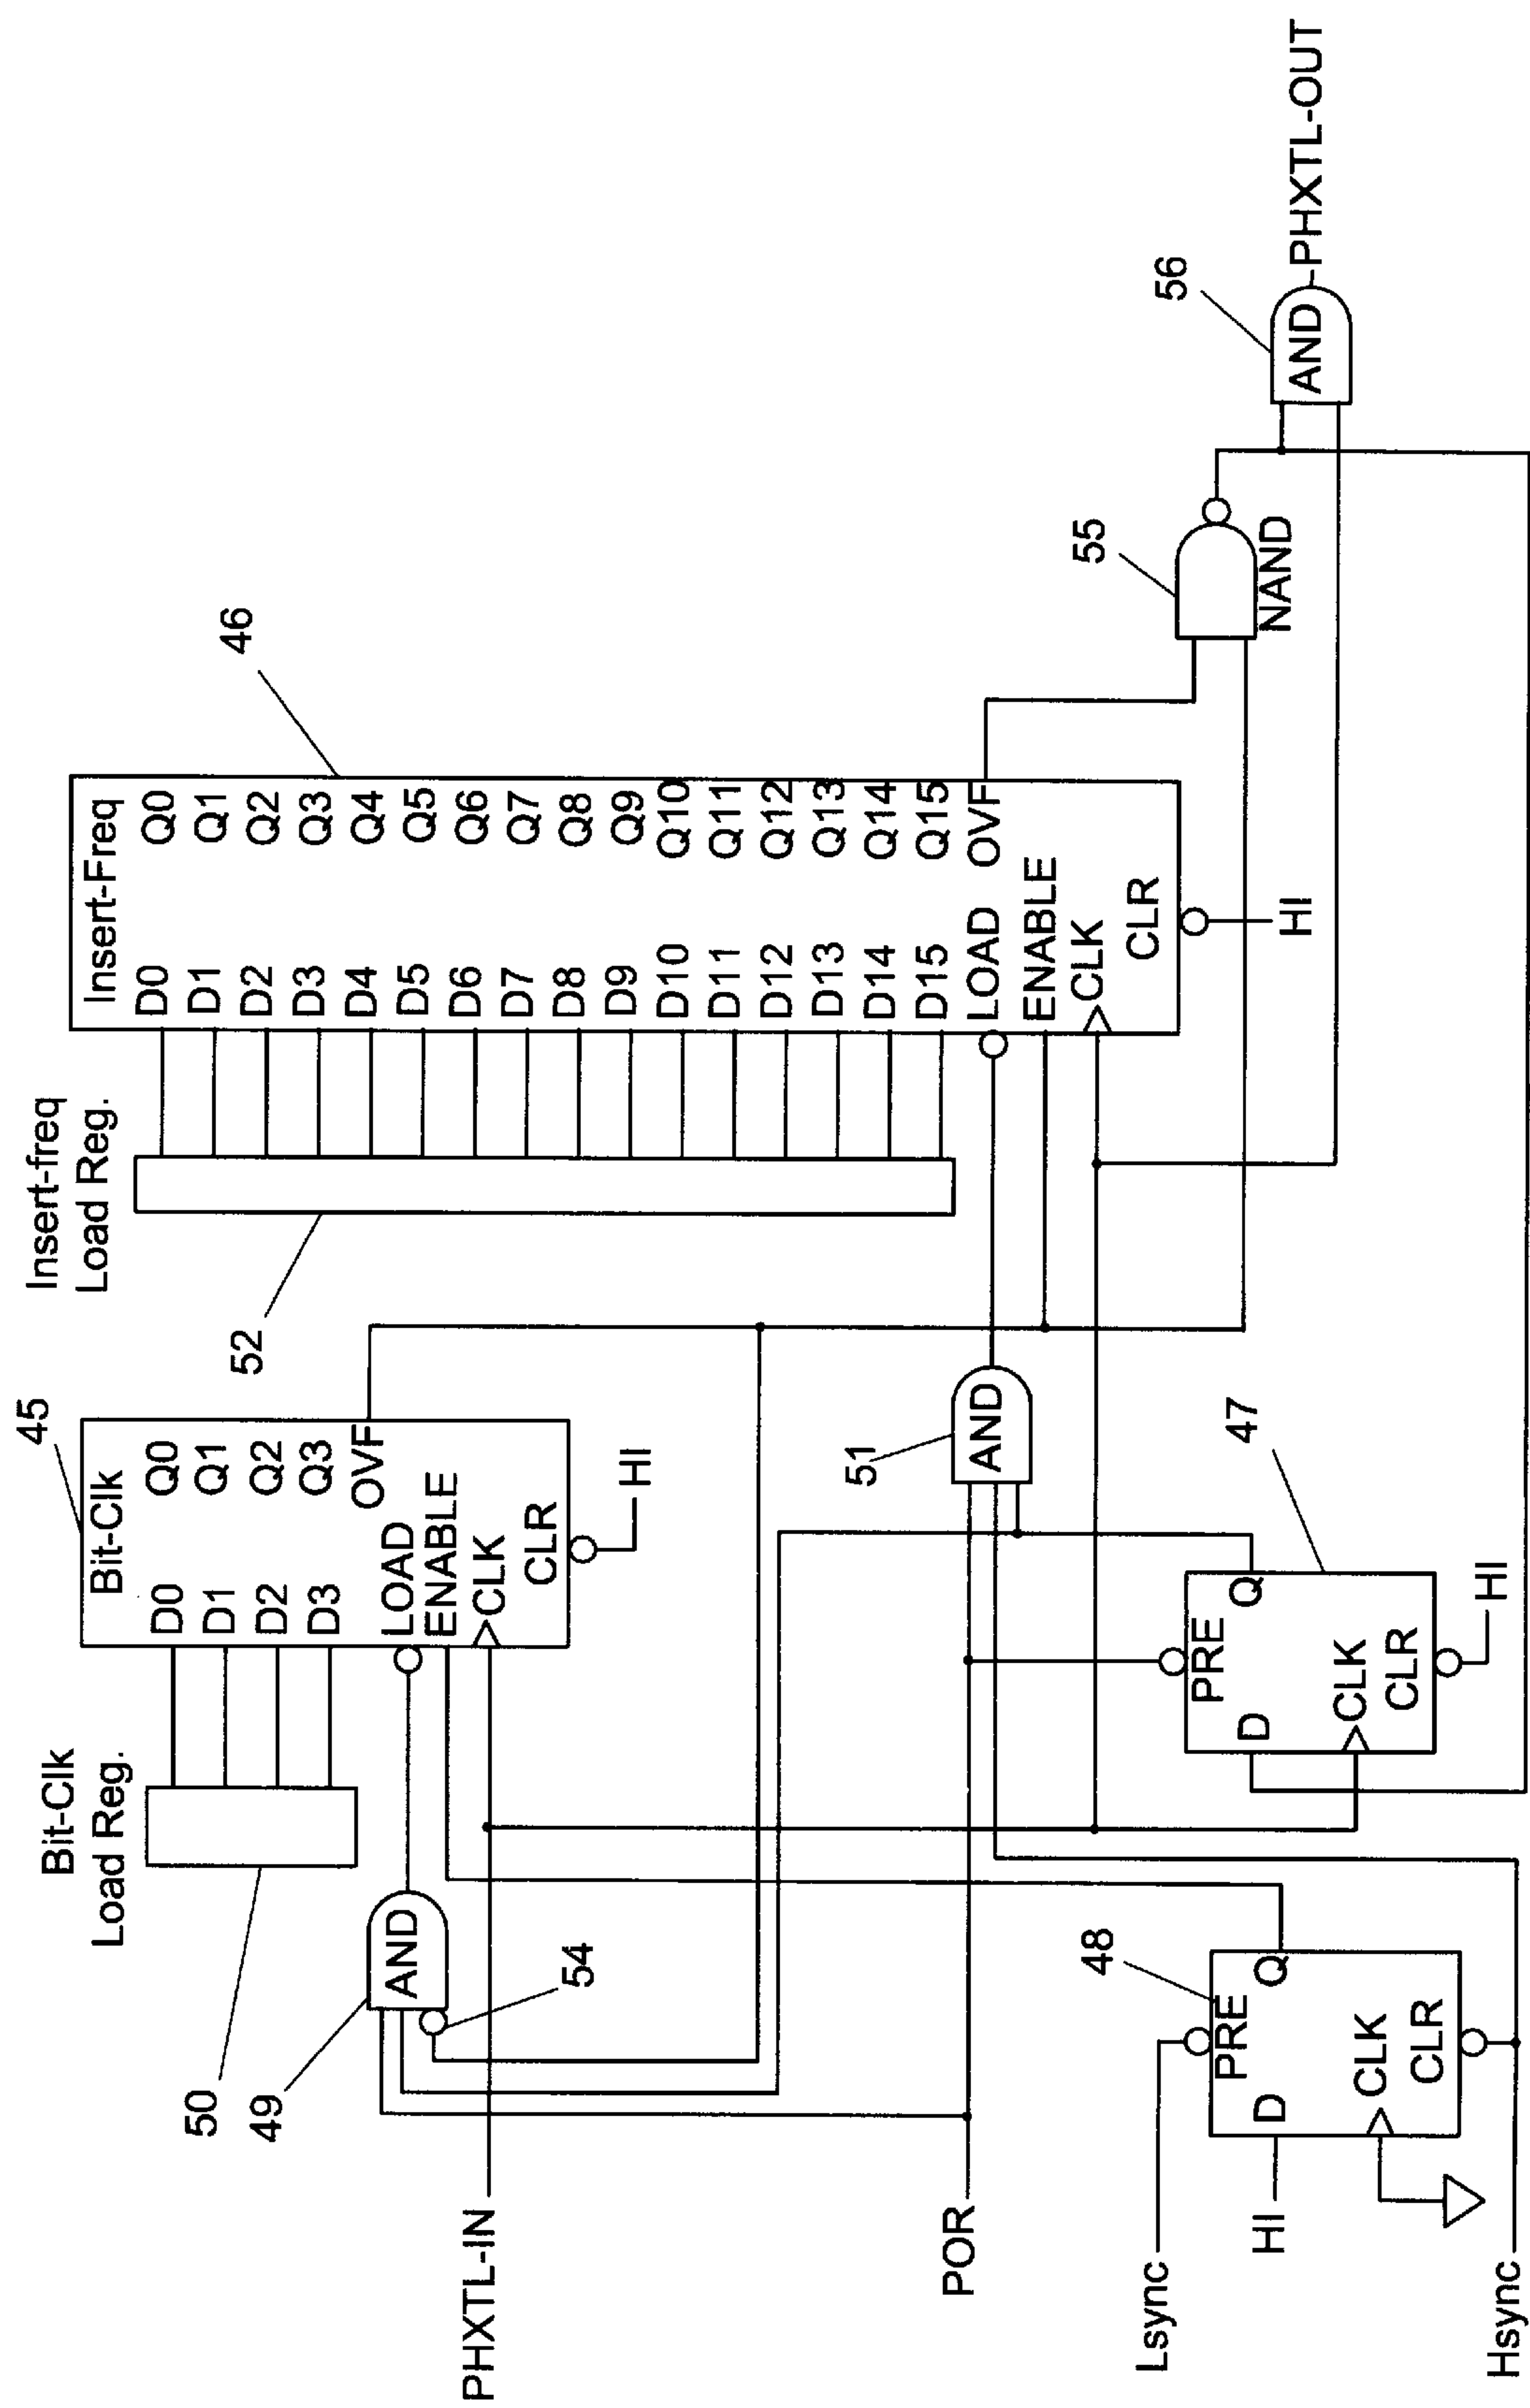 Bit-Clk
Load Reg.
50
45
Bit-Clk
D0 Q0
D1 Q1
D2 Q2
D3 Q3
OVF
LOAD
ENABLE
CLK
CLR
HI
49
AND
54
PHXTL-IN
Insert-freq
Load Reg.
52
46
Insert-Freq
D0 Q0
D1 Q1
D2 Q2
D3 Q3
D4 Q4
D5 Q5
D6 Q6
D7 Q7
D8 Q8
D9 Q9
D10 Q10
D11 Q11
D12 Q12
D13 Q13
D14 Q14
D15 Q15
LOAD OVF
ENABLE
CLK
CLR
HI
51
AND
POR
47
PRE
D Q
CLK
CLR
HI
55
NAND
56
AND
PHXTL-OUT
Lsync
48
PRE
HI
D Q
CLK
CLR
Hsync